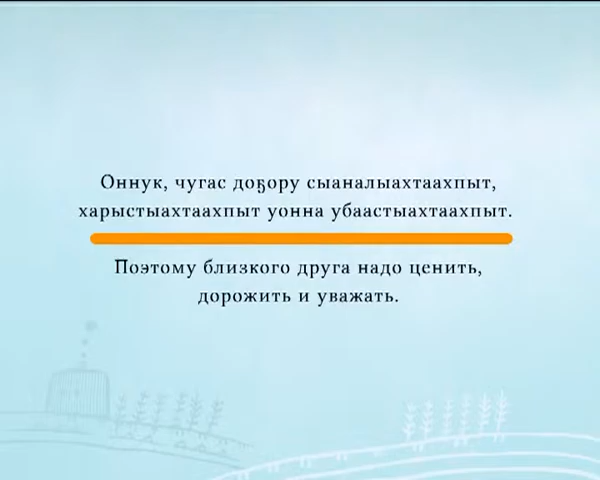 Оннук, чугас доҕору сыаналыахтаахпыт,
харыстыахтаахпыт уонна убаастыахтаахпыт.
Поэтому близкого друга надо ценить,
дорожить и уважать.